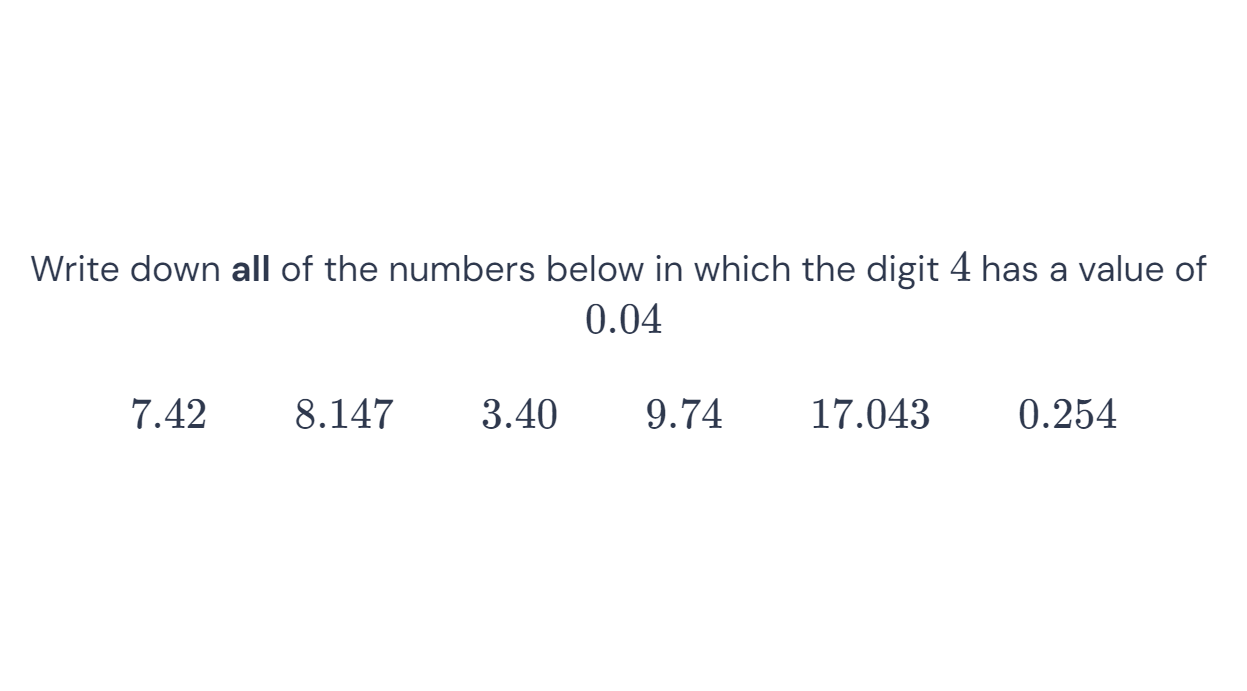 Write down all of the numbers below in which the digit 4 has a value of
0.04
7.42 8.147 3.40 9.74 17.043 0.254